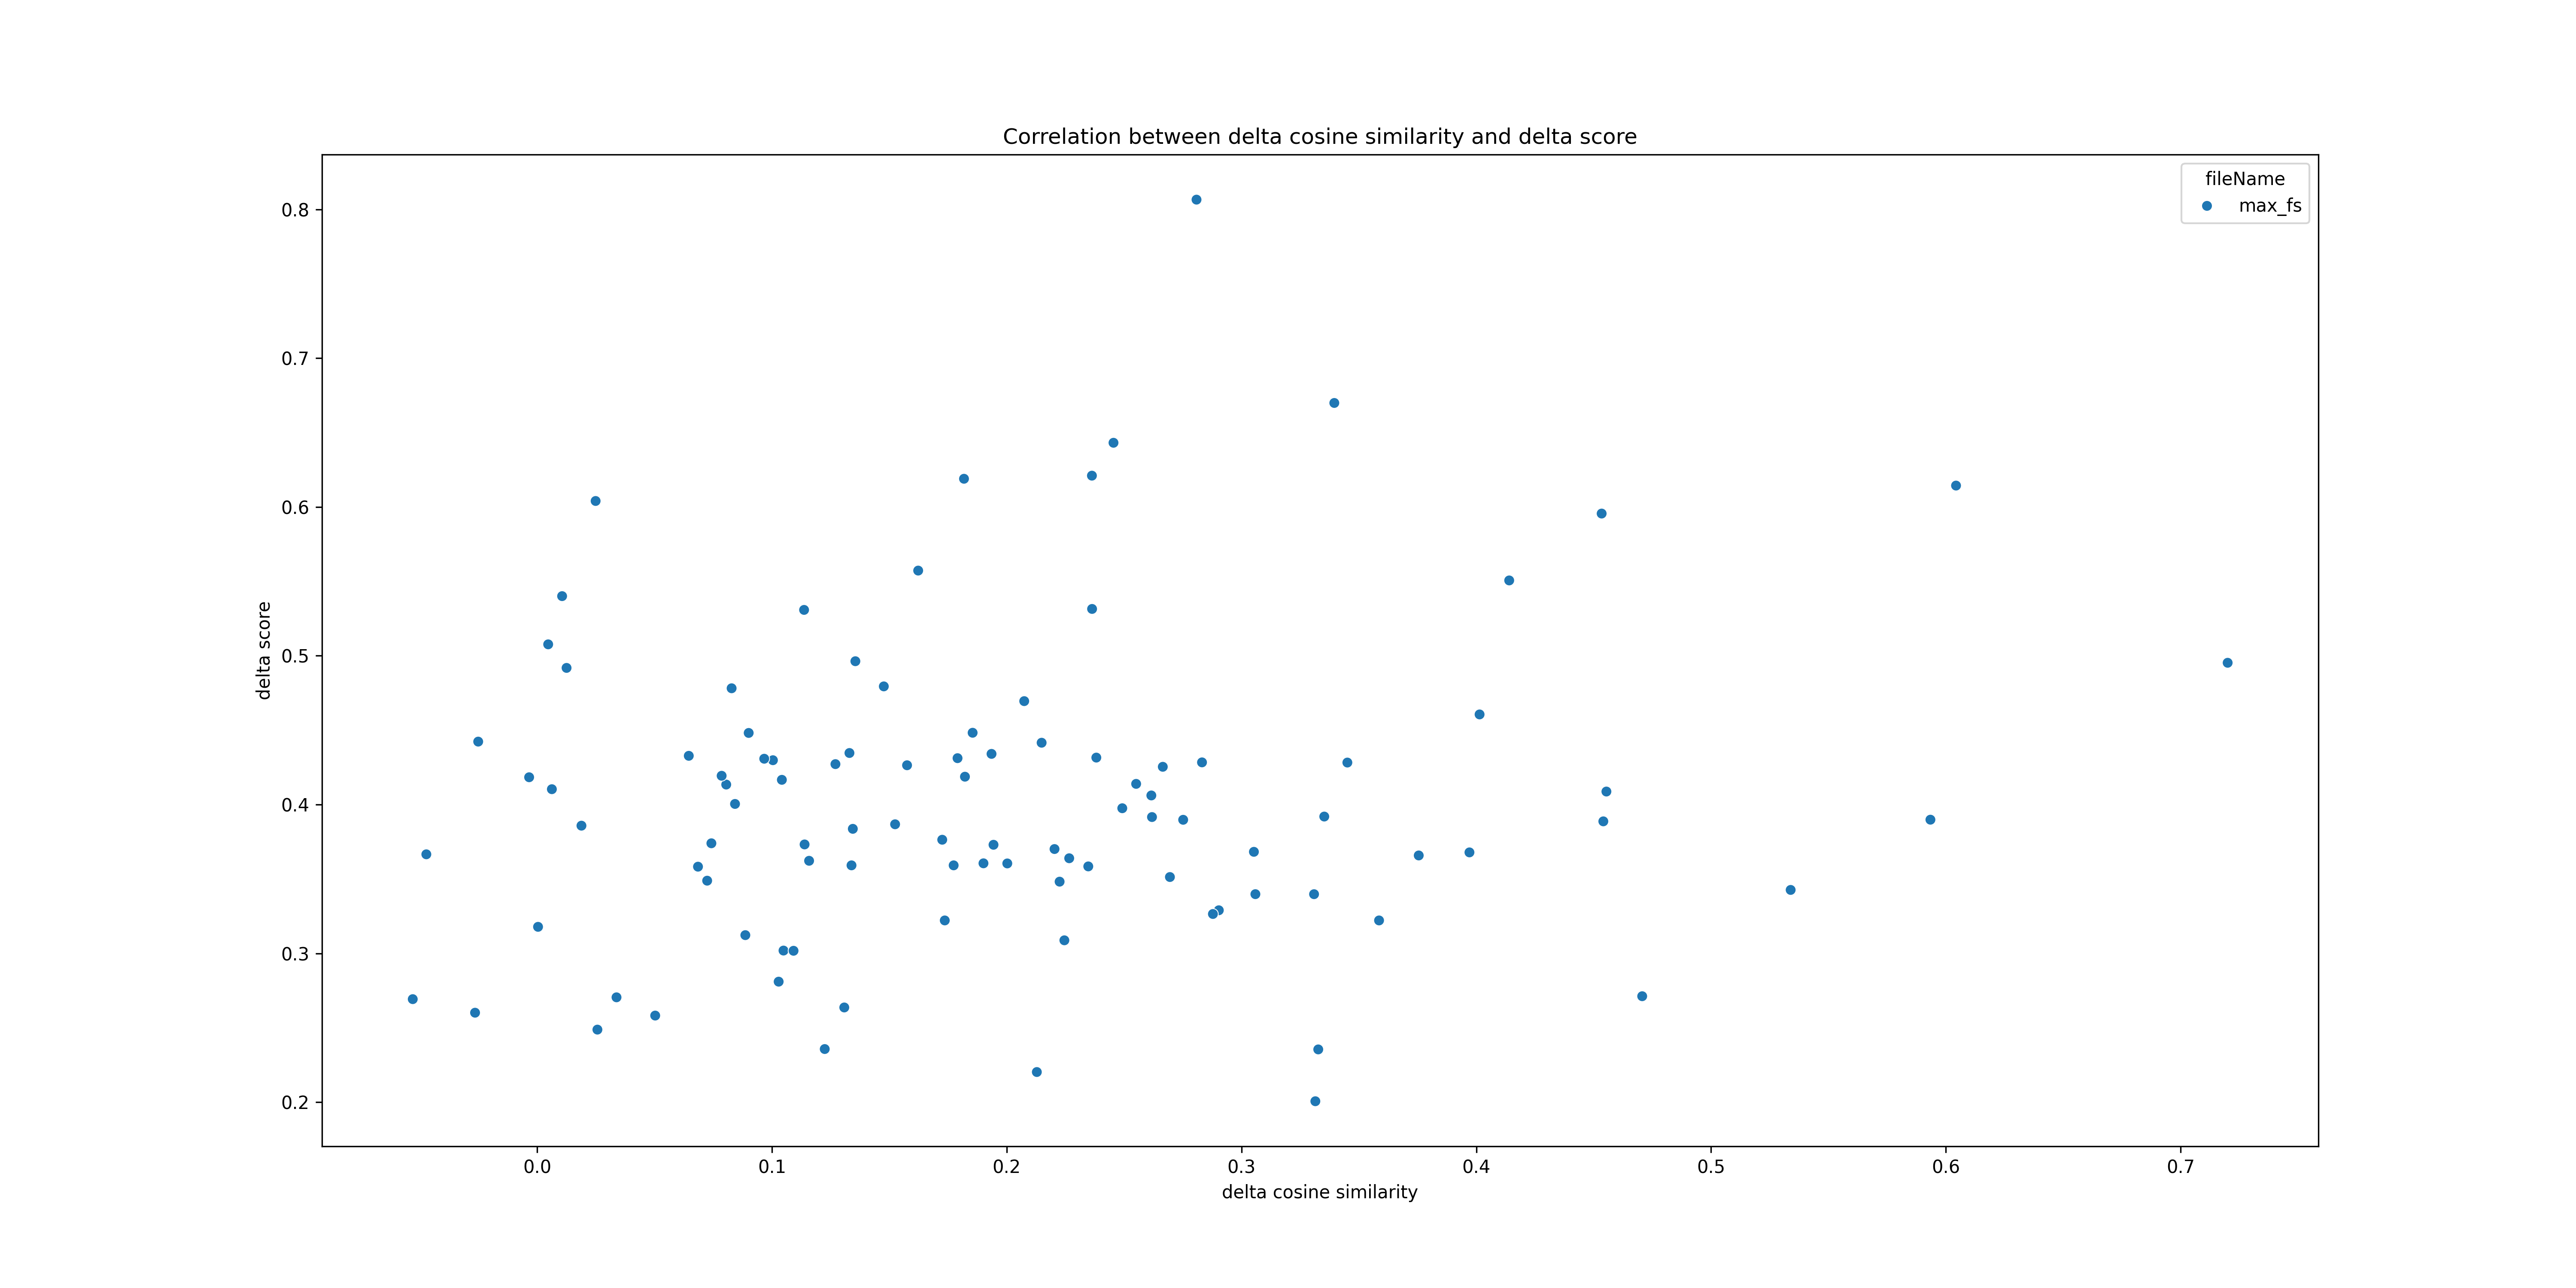 Correlation between delta cosine similarity and delta score
fileName
max_fs
delta score
0.8
0.7
0.6
0.5
0.4
0.3
0.2
0.0 0.1 0.2 0.3 0.4 0.5 0.6 0.7
delta cosine similarity